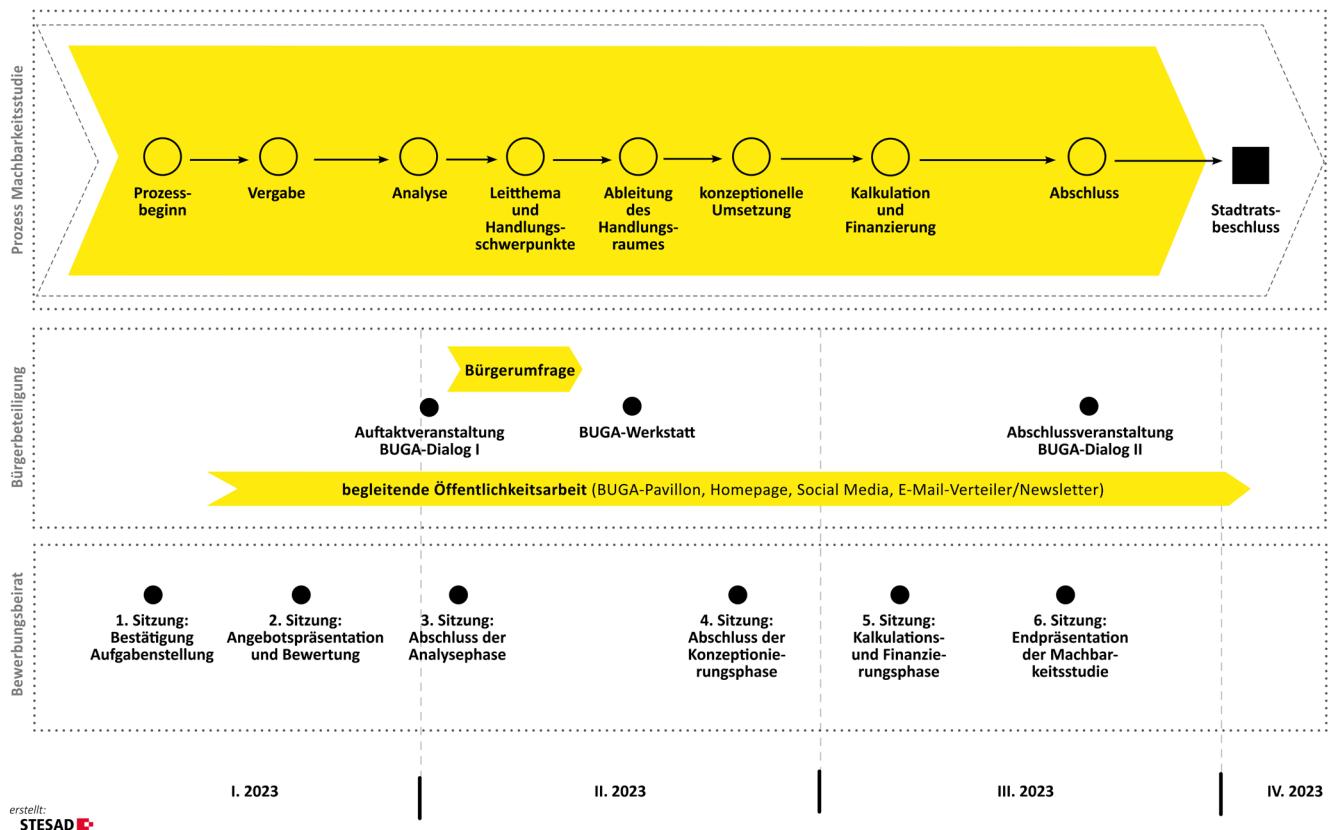 Prozess Machbarkeitsstudie
Prozess-
beginn
Vergabe
Analyse
Leitthema
und
Handlungs-
schwerpunkte
Ableitung
des
Handlungs-
raumes
konzeptionelle
Umsetzung
Kalkulation
und
Finanzierung
Abschluss
Stadtrats-
beschluss
Bürgerbeteiligung
Bürgerumfrage
Auftaktveranstaltung
BUGA-Dialog I
BUGA-Werkstatt
Abschlussveranstaltung
BUGA-Dialog II
begleitende Öffentlichkeitsarbeit (BUGA-Pavillon, Homepage, Social Media, E-Mail-Verteiler/Newsletter)
Bewerbungsbeirat
1. Sitzung:
Bestätigung
Aufgabenstellung
2. Sitzung:
Angebotspräsentation
und Bewertung
3. Sitzung:
Abschluss der
Analysephase
4. Sitzung:
Abschluss der
Konzeptionie-
rungsphase
5. Sitzung:
Kalkulations-
und Finanzie-
rungsphase
6. Sitzung:
Endpräsentation
der Machbar-
keitsstudie
I. 2023
II. 2023
III. 2023
IV. 2023
erstellt:
STESAD